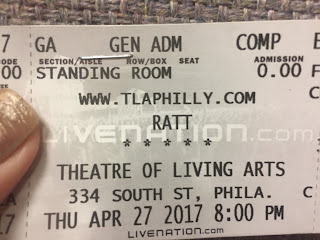 7 GA GEN ADM COMP
SECTION/AISLE ROW/BOX SEAT ADMISSION
STANDING ROOM 0.00
00
WWW.TLAPHILLY.COM
LIVENATION.com
RATT
* * * * *
THEATRE OF LIVING ARTS
334 SOUTH ST, PHILA. C
17 THU APR 27 2017 8:00 PM
LIVENATION.COM